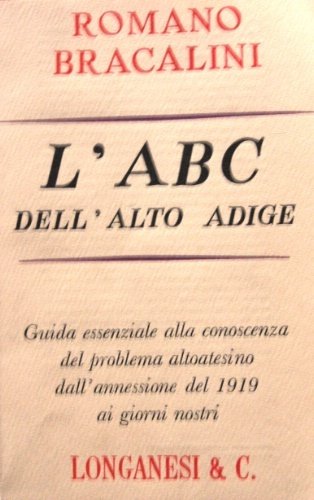 ROMANO
BRACALINI
L'ABC
DELL'ALTO ADIGE
Guida essenziale alla conoscenza
del problema altoatesino
dall'annessione del 1919
ai giorni nostri
LONGANESI & C.